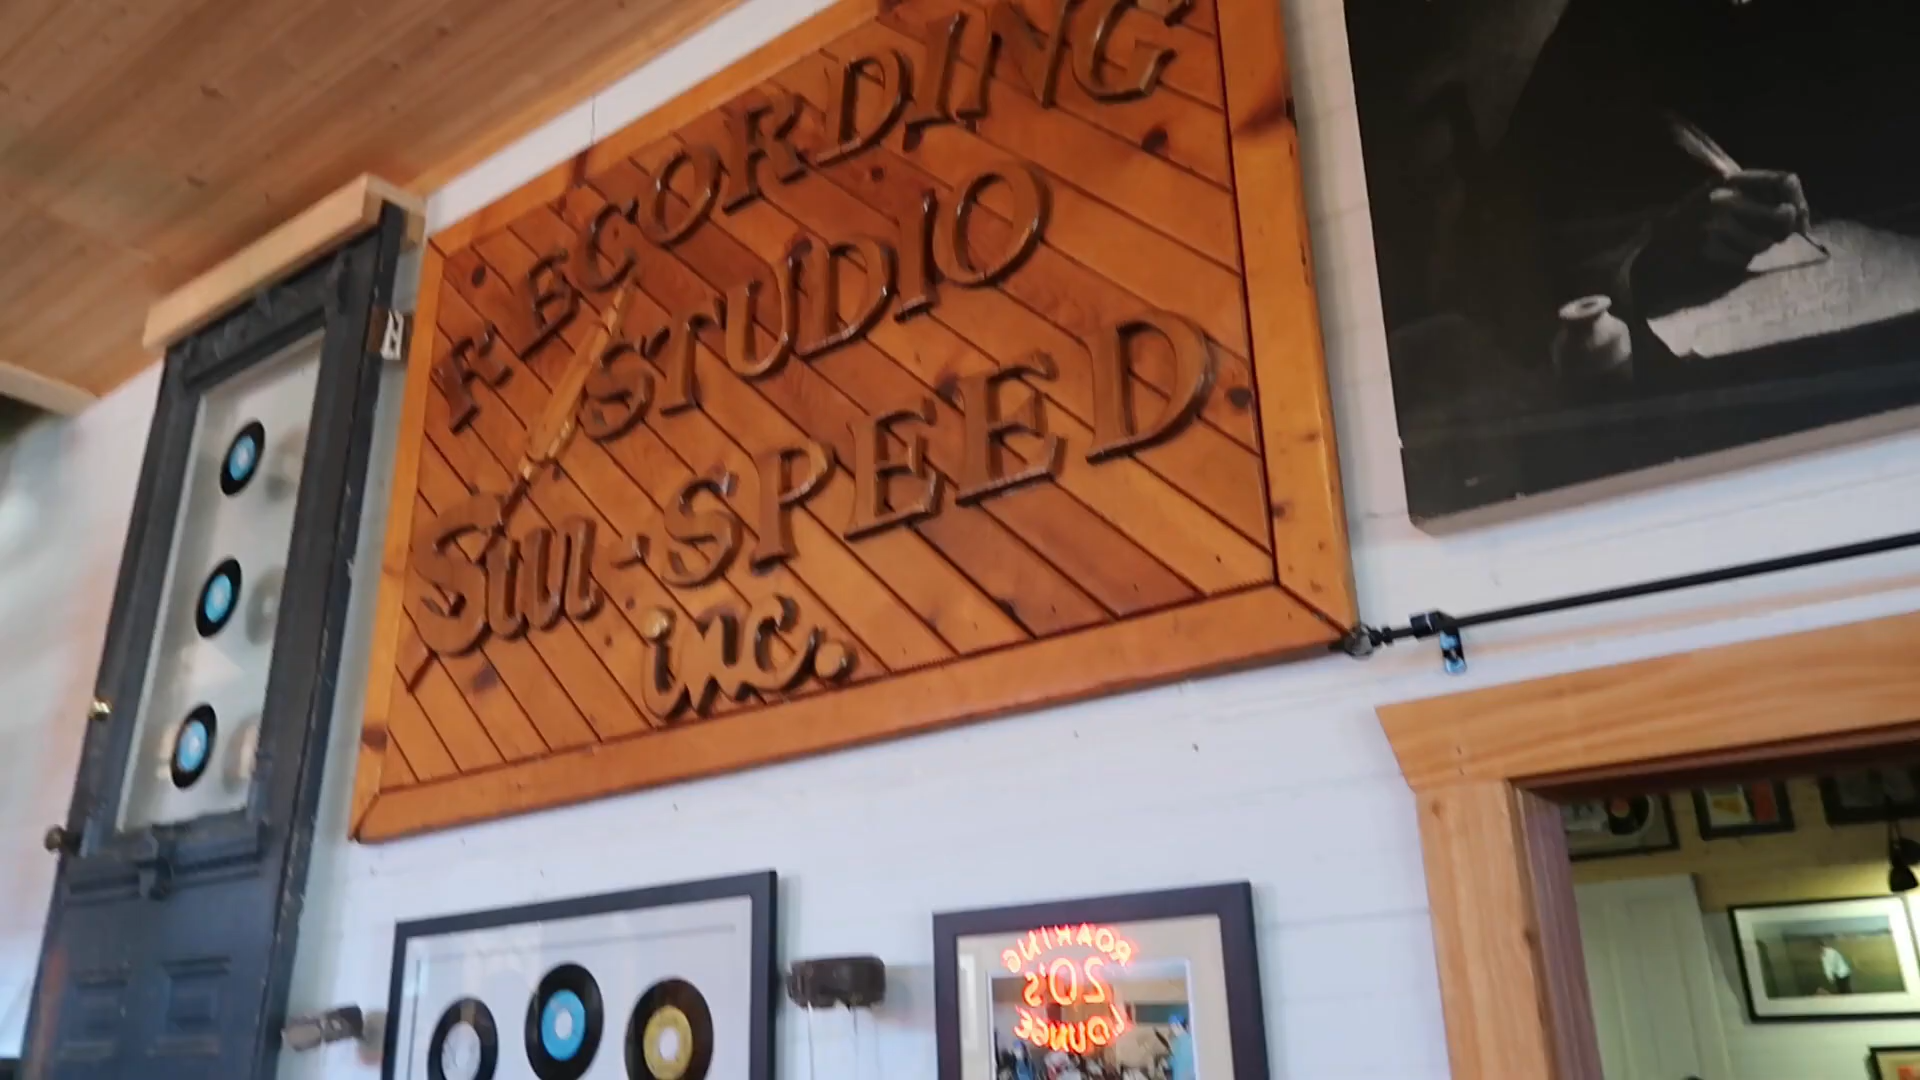 RECORDING
STUDIO
Sun-SPEED
inc.
ROARING
20'S
LOUNGE